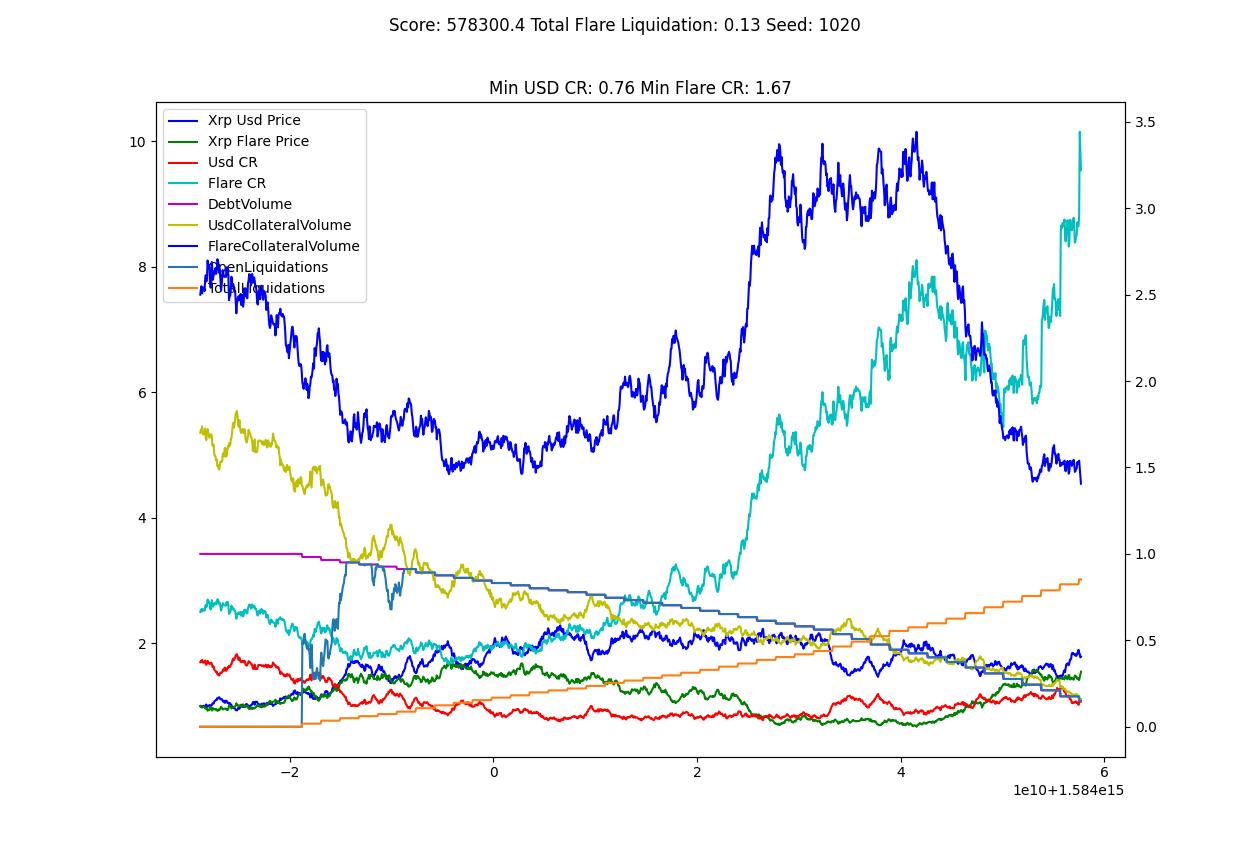 Score: 578300.4 Total Flare Liquidation: 0.13 Seed: 1020
Min USD CR: 0.76 Min Flare CR: 1.67
Xrp Usd Price
Xrp Flare Price
Usd CR
Flare CR
DebtVolume
UsdCollateralVolume
FlareCollateralVolume
OpenLiquidations
TotalLiquidations
10
8
6
4
2
3.5
3.0
2.5
2.0
1.5
1.0
0.5
0.0
−2
0
2
4
6
1e10+1.584e15